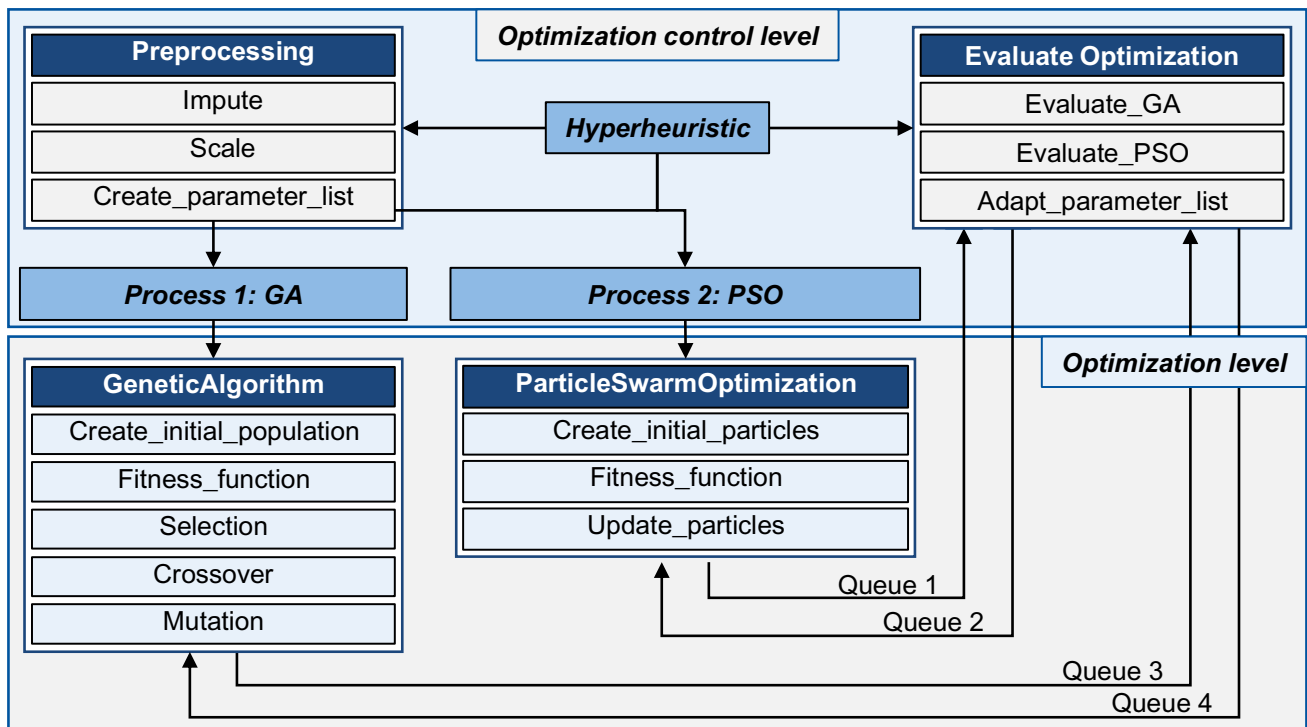 Optimization control level
Preprocessing
Impute
Scale
Create_parameter_list
Hyperheuristic
Evaluate Optimization
Evaluate_GA
Evaluate_PSO
Adapt_parameter_list
Process 1: GA
Process 2: PSO
Optimization level
GeneticAlgorithm
Create_initial_population
Fitness_function
Selection
Crossover
Mutation
ParticleSwarmOptimization
Create_initial_particles
Fitness_function
Update_particles
Queue 1
Queue 2
Queue 3
Queue 4